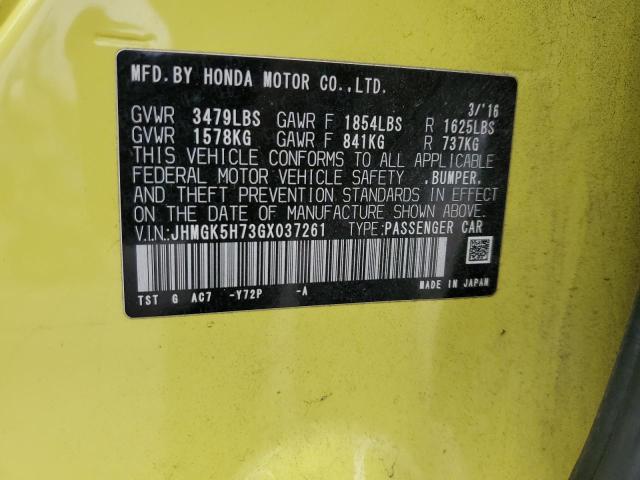 MFD. BY HONDA MOTOR CO., LTD.
3/'16
GVWR 3479LBS GAWR F 1854LBS R 1625LBS
GVWR 1578KG GAWR F 841KG R 737KG
THIS VEHICLE CONFORMS TO ALL APPLICABLE
FEDERAL MOTOR VEHICLE SAFETY ,BUMPER,
AND THEFT PREVENTION STANDARDS IN EFFECT
ON THE DATE OF MANUFACTURE SHOWN ABOVE.
V.I.N:JHMGK5H73GX037261 TYPE:PASSENGER CAR
TST G AC7 -Y72P -A
MADE IN JAPAN